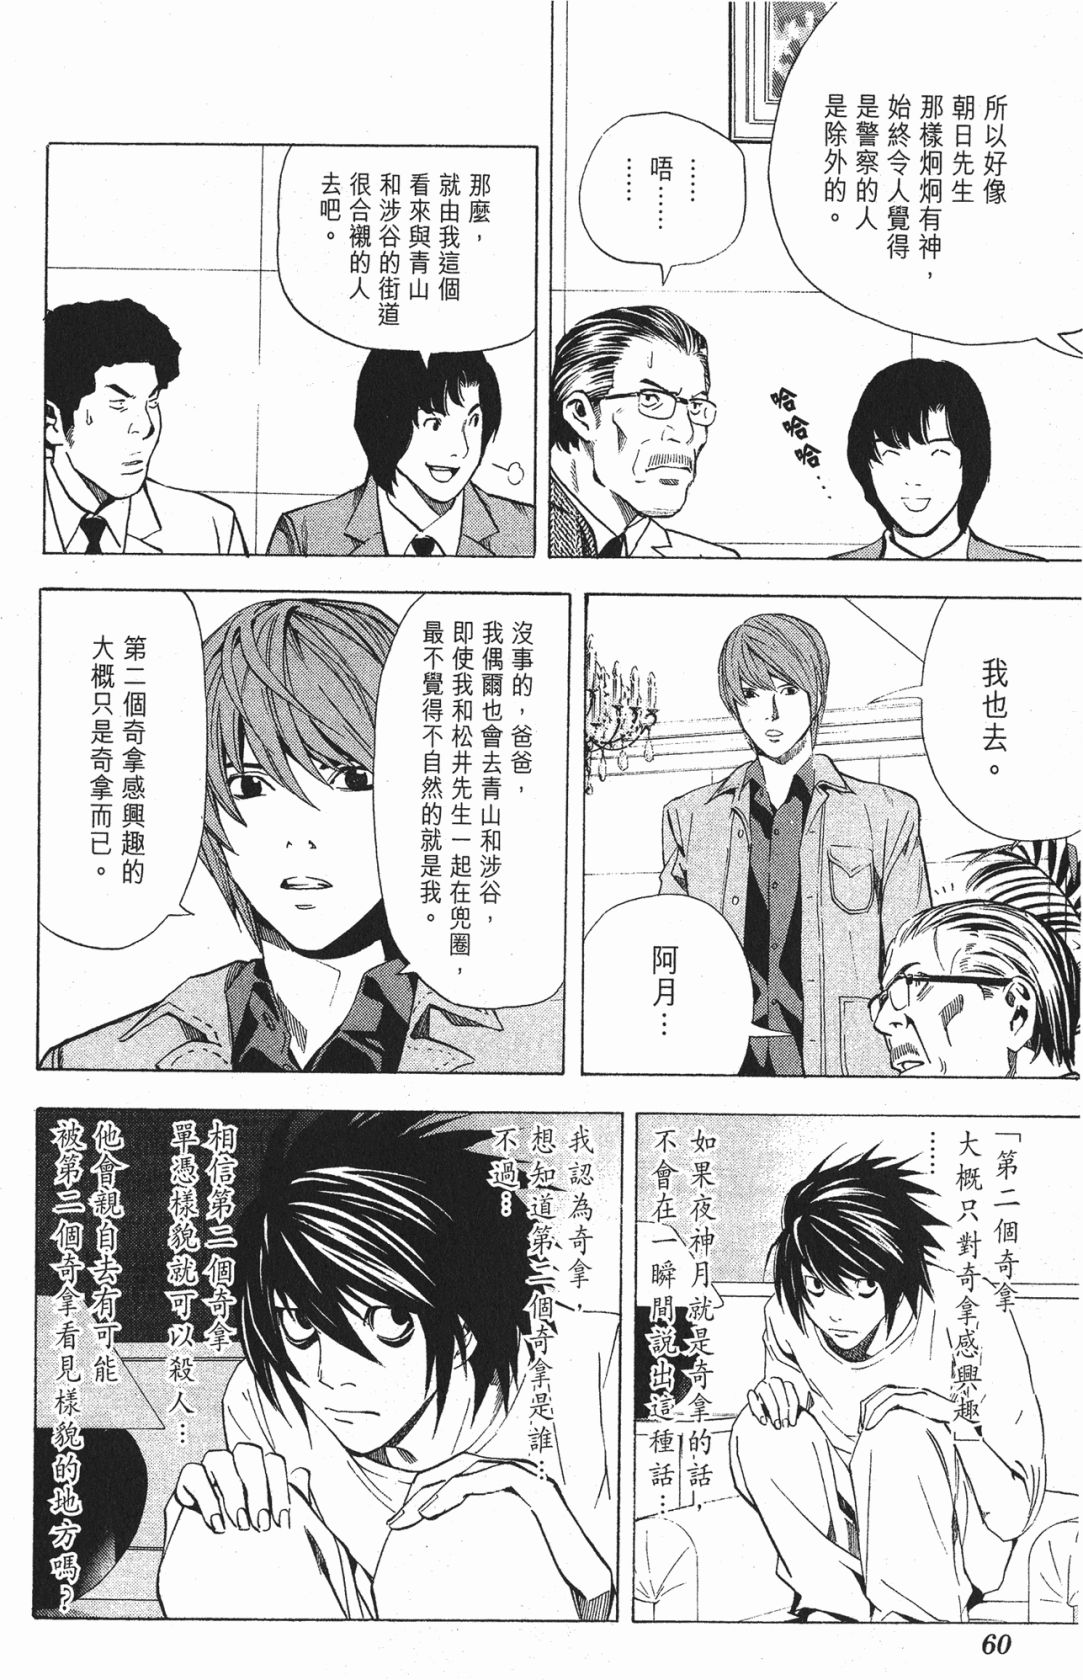 所以好像
朝日先生
那樣炯炯有神，
始終令人覺得
是警察的人
是除外的。
……
唔……
……
哈哈哈…
那麼，
就由我這個
看來與青山
和涉谷的街道
很合襯的人
去吧。
我也去。
阿月…
沒事的，爸爸，
我偶爾也會去青山和涉谷，
即使我和松井先生一起在兜圈，
最不覺得不自然的就是我。
第二個奇拿感興趣的
大概只是奇拿而已。
「第二個奇拿
大概只對奇拿感興趣」
……
如果夜神月就是奇拿的話，
不會在一瞬間説出這種話…
我認為奇拿，
想知道第二個奇拿是誰…
不過…
相信第二個奇拿
單憑樣貌就可以殺人…
他會親自去有可能
被第二個奇拿看見樣貌的地方嗎？
60